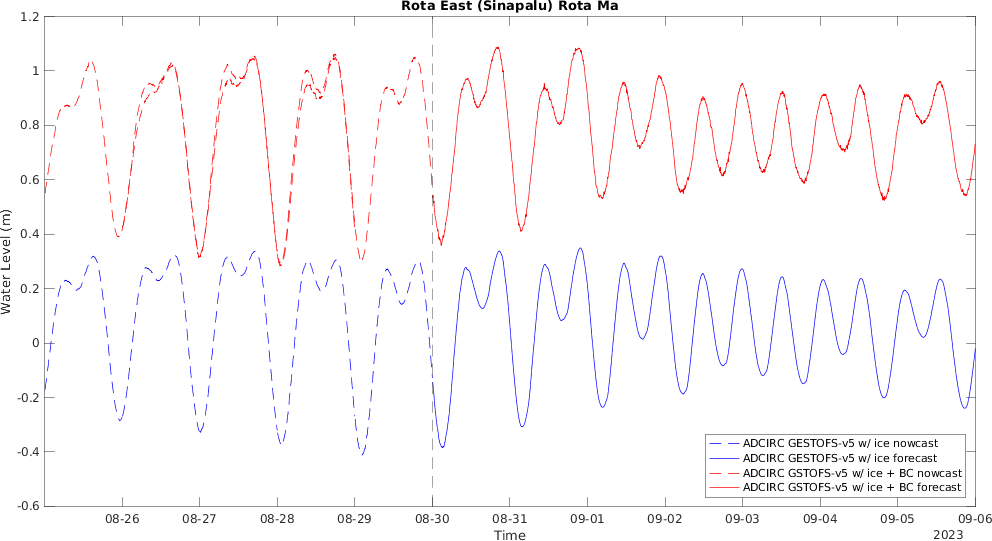 Rota East (Sinapalu) Rota Ma
1.2
1
0.8
0.6
0.4
0.2
0
-0.2
-0.4
-0.6
Water Level (m)
ADCIRC GESTOFS-v5 w/ ice nowcast
ADCIRC GESTOFS-v5 w/ ice forecast
ADCIRC GSTOFS-v5 w/ ice + BC nowcast
ADCIRC GSTOFS-v5 w/ ice + BC forecast
08-26 08-27 08-28 08-29 08-30 08-31 09-01 09-02 09-03 09-04 09-05 09-06
Time
2023